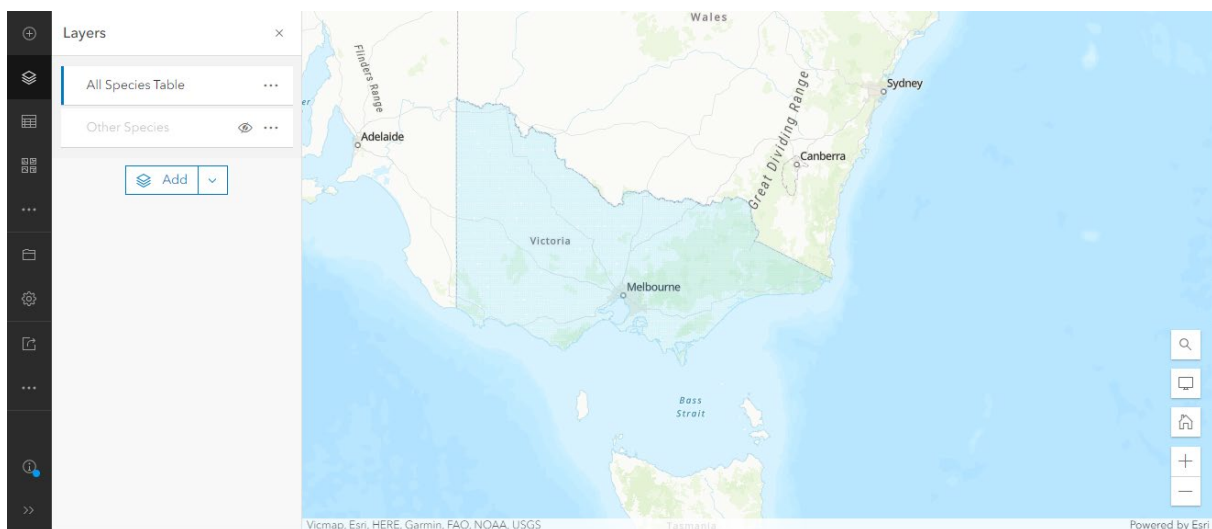 Layers
All Species Table
Other Species
Add
Wales
Flinders Range
er
Adelaide
Sydney
Great Dividing Range
Canberra
Victoria
Melbourne
Bass
Strait
Tasmania
Vicmap, Esri, HERE, Garmin, FAO, NOAA, USGS
Powered by Esri